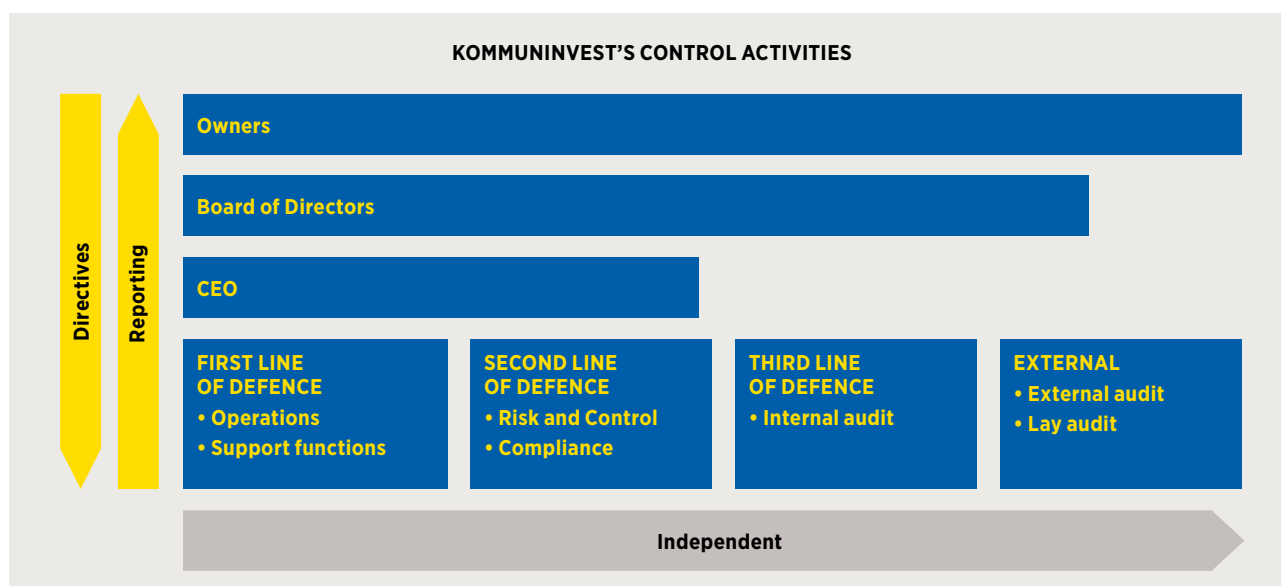 KOMMUNINVEST’S CONTROL ACTIVITIES
Directives
Reporting
Owners
Board of Directors
CEO
FIRST LINE
OF DEFENCE
• Operations
• Support functions
SECOND LINE
OF DEFENCE
• Risk and Control
• Compliance
THIRD LINE
OF DEFENCE
• Internal audit
EXTERNAL
• External audit
• Lay audit
Independent